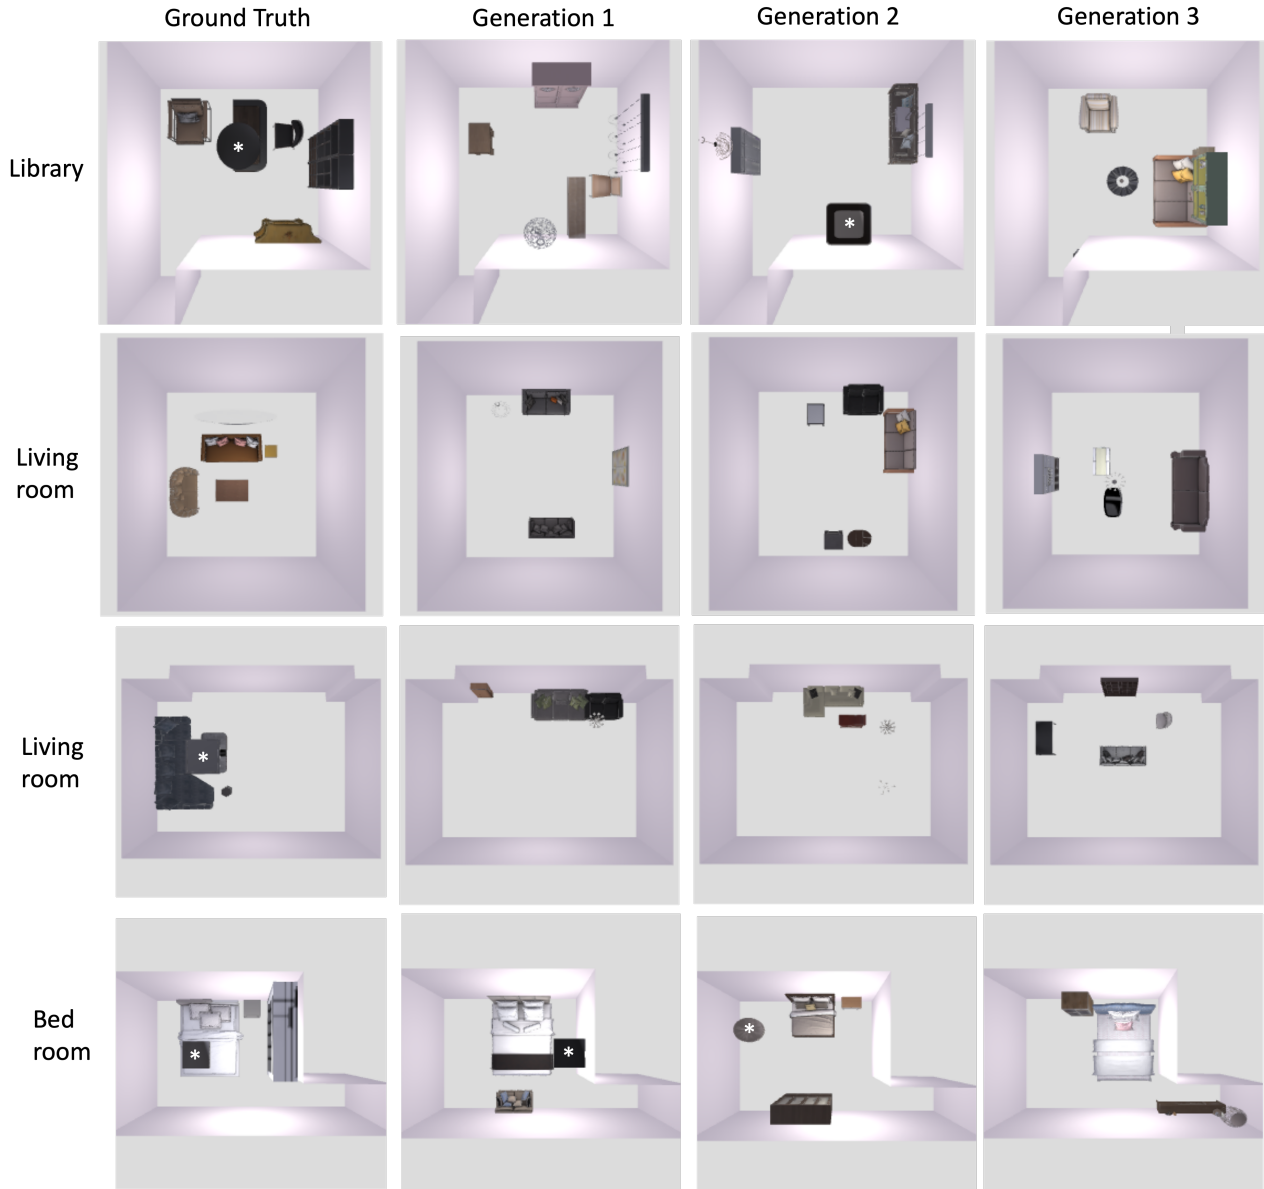 Ground Truth
Generation 1
Generation 2
Generation 3
Library
*
*
Living
room
Living
room
*
Bed
room
*
*
*